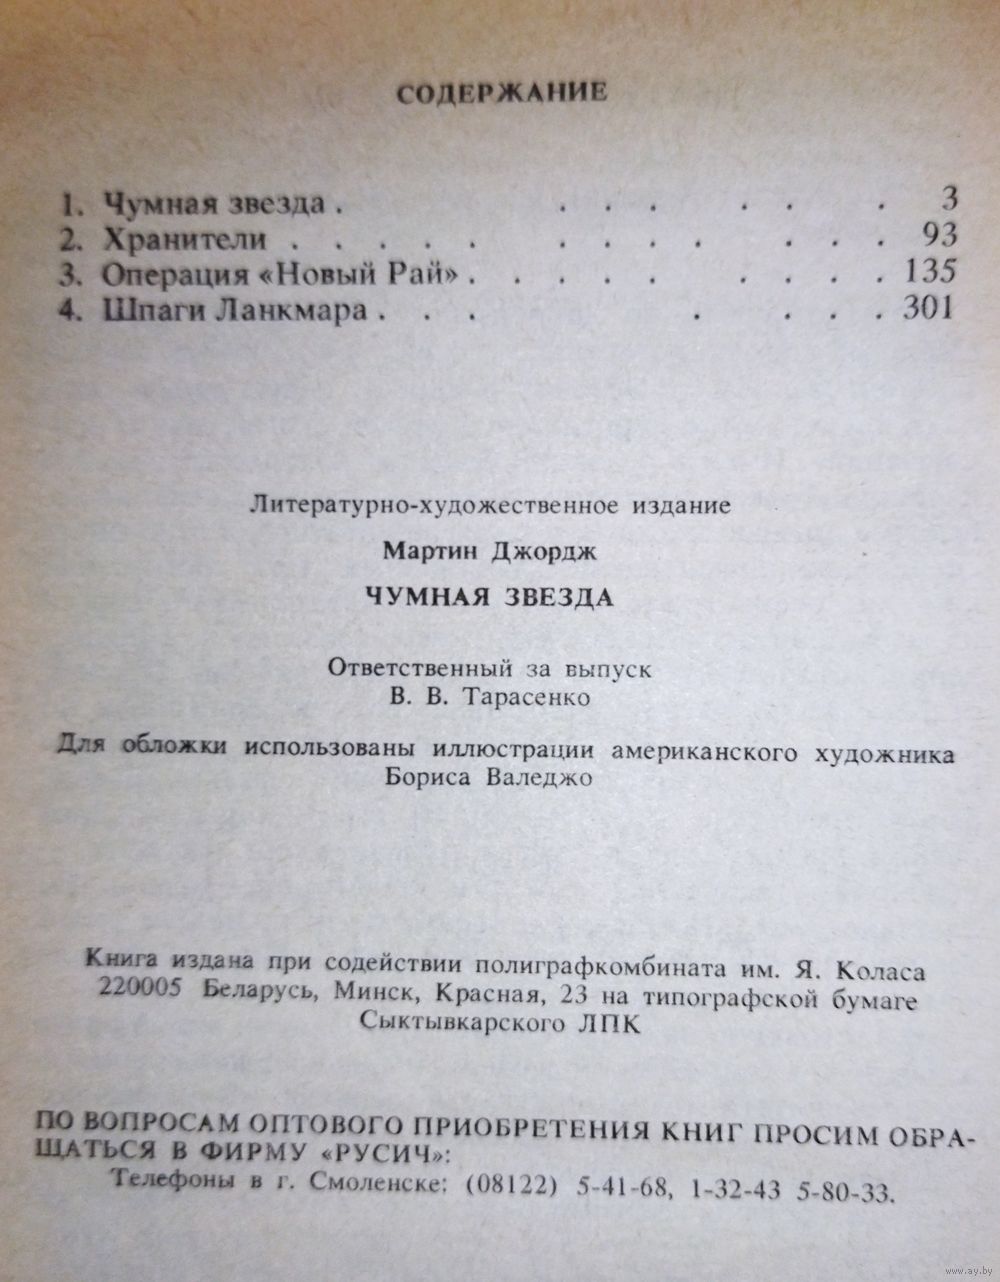 СОДЕРЖАНИЕ
1. Чумная звезда . . . . . . . 3
2. Хранители . . . . . . . . . . . . 93
3. Операция «Новый Рай» . . . . . . . . . 135
4. Шпаги Ланкмара . . . . . . . 301
Литературно-художественное издание
Мартин Джордж
ЧУМНАЯ ЗВЕЗДА
Ответственный за выпуск
В. В. Тарасенко
Для обложки использованы иллюстрации американского художника
Бориса Валеджо
Книга издана при содействии полиграфкомбината им. Я. Коласа
220005 Беларусь, Минск, Красная, 23 на типографской бумаге
Сыктывкарского ЛПК
ПО ВОПРОСАМ ОПТОВОГО ПРИОБРЕТЕНИЯ КНИГ ПРОСИМ ОБРА-
ЩАТЬСЯ В ФИРМУ «РУСИЧ»:
Телефоны в г. Смоленске: (08122) 5-41-68, 1-32-43 5-80-33.
www.ay.by